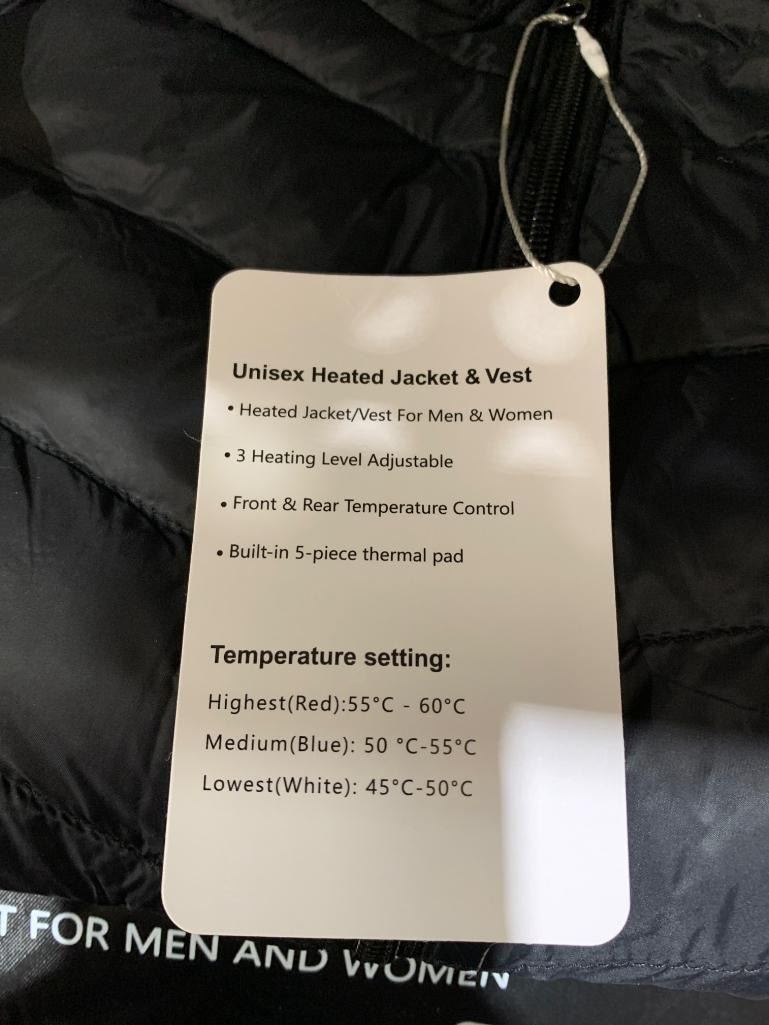 Unisex Heated Jacket & Vest
• Heated Jacket/Vest For Men & Women
• 3 Heating Level Adjustable
• Front & Rear Temperature Control
• Built-in 5-piece thermal pad
Temperature setting:
Highest(Red):55°C - 60°C
Medium(Blue): 50 °C-55°C
Lowest(White): 45°C-50°C
T FOR MEN AND WOMEN